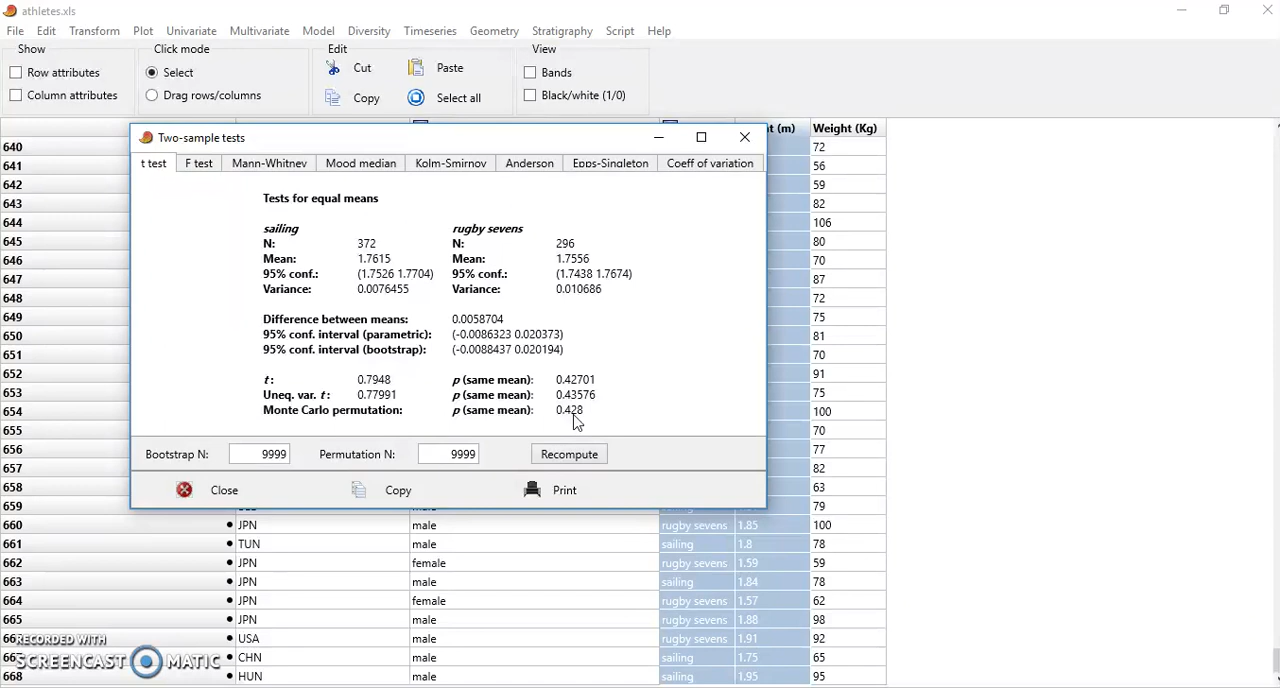 athletes.xls
File Edit Transform Plot Univariate Multivariate Model Diversity Timeseries Geometry Stratigraphy Script Help
Show Click mode Edit View
Row attributes Select Cut Paste Bands
Column attributes Drag rows/columns Copy Select all Black/white (1/0)
(m) Weight (Kg)
Two-sample tests
t test F test Mann-Whitney Mood median Kolm-Smirnov Anderson Epps-Singleton Coeff of variation
Tests for equal means
sailing rugby sevens
N: 372 N: 296
Mean: 1.7615 Mean: 1.7556
95% conf.: (1.7526 1.7704) 95% conf.: (1.7438 1.7674)
Variance: 0.0076455 Variance: 0.010686
Difference between means: 0.0058704
95% conf. interval (parametric): (-0.0086323 0.020373)
95% conf. interval (bootstrap): (-0.0088437 0.020194)
t : 0.7948 p (same mean): 0.42701
Uneq. var. t : 0.77991 p (same mean): 0.43576
Monte Carlo permutation: p (same mean): 0.428
Bootstrap N: 9999 Permutation N: 9999 Recompute
Close Copy Print
640 72
641 56
642 59
643 82
644 106
645 80
646 70
647 87
648 72
649 75
650 81
651 70
652 91
653 75
654 100
655 70
656 77
657 82
658 63
659 79
660 JPN male rugby sevens 1.85 100
661 TUN male sailing 1.8 78
662 JPN female rugby sevens 1.59 59
663 JPN male sailing 1.84 78
664 JPN female rugby sevens 1.57 62
665 JPN male rugby sevens 1.88 98
USA male rugby sevens 1.91 92
CHN male sailing 1.75 65
668 HUN male sailing 1.95 95
RECORDED WITH
SCREENCAST MATIC